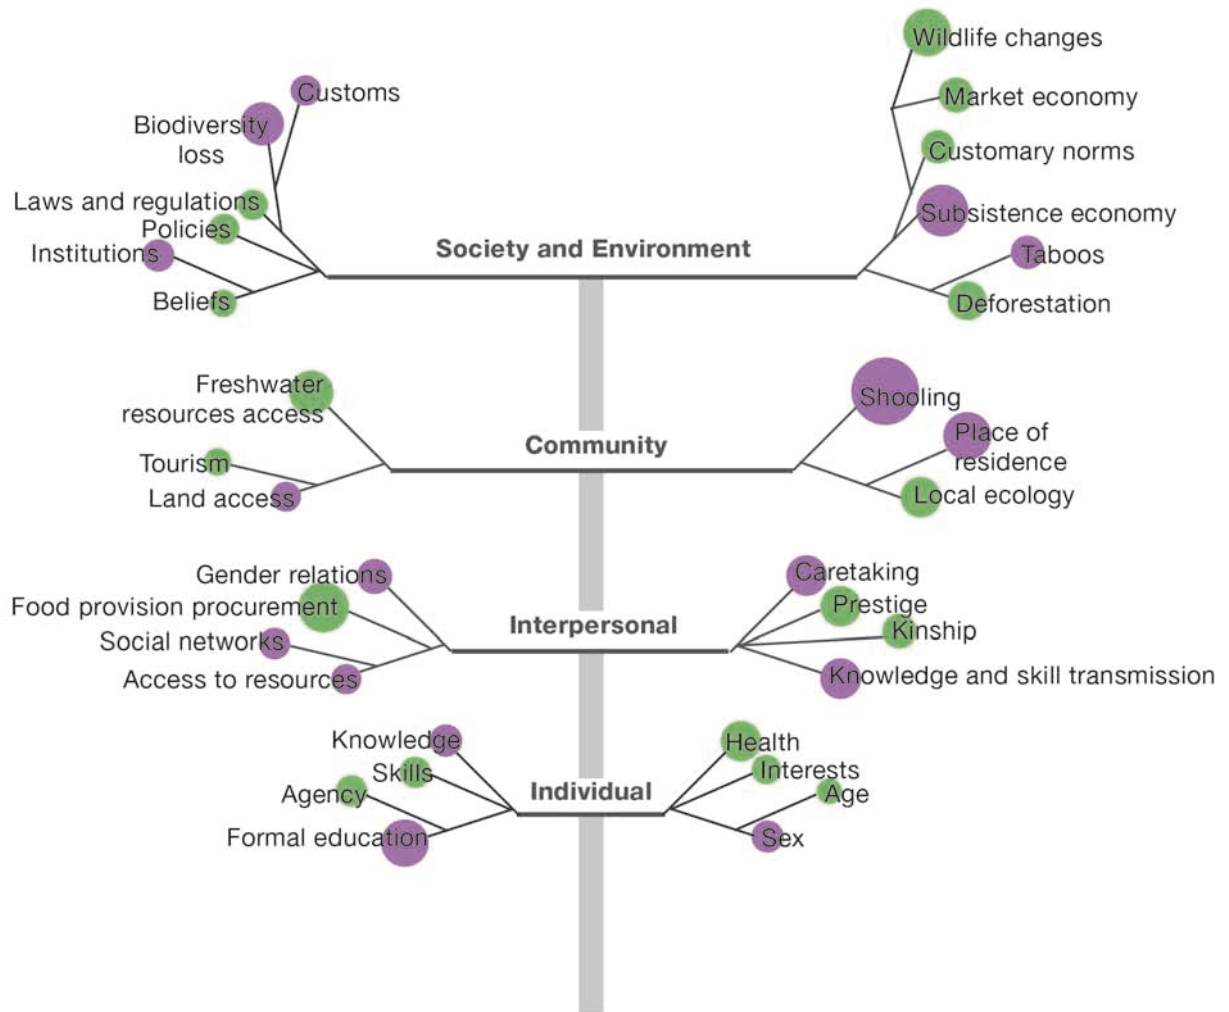 Wildlife changes
Customs
Market economy
Biodiversity
loss
Customary norms
Laws and regulations
Subsistence economy
Policies
Institutions
Society and Environment
Taboos
Beliefs
Deforestation
Freshwater
resources access
Shooling
Community
Place of
residence
Tourism
Land access
Local ecology
Gender relations
Caretaking
Food provision procurement
Prestige
Interpersonal
Kinship
Social networks
Access to resources
Knowledge and skill transmission
Knowledge
Health
Skills
Interests
Individual
Agency
Age
Formal education
Sex